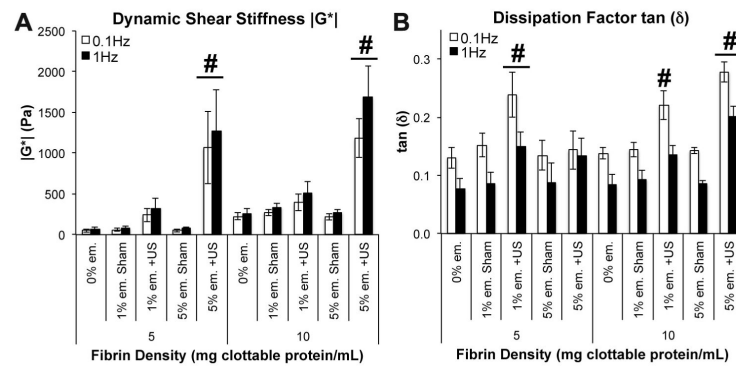 A
Dynamic Shear Stiffness |G*|
0.1Hz
1Hz
#
#
2500
2000
1500
1000
500
0
|G*| (Pa)
0% em.
1% em. Sham
1% em. +US
5% em. Sham
5% em. +US
0% em.
1% em. Sham
1% em. +US
5% em. Sham
5% em. +US
5
10
Fibrin Density (mg clottable protein/mL)
B
Dissipation Factor tan (δ)
0.1Hz
1Hz
#
#
#
0.3
0.2
0.1
0.0
tan (δ)
0% em.
1% em. Sham
1% em. +US
5% em. Sham
5% em. +US
0% em.
1% em. Sham
1% em. +US
5% em. Sham
5% em. +US
5
10
Fibrin Density (mg clottable protein/mL)